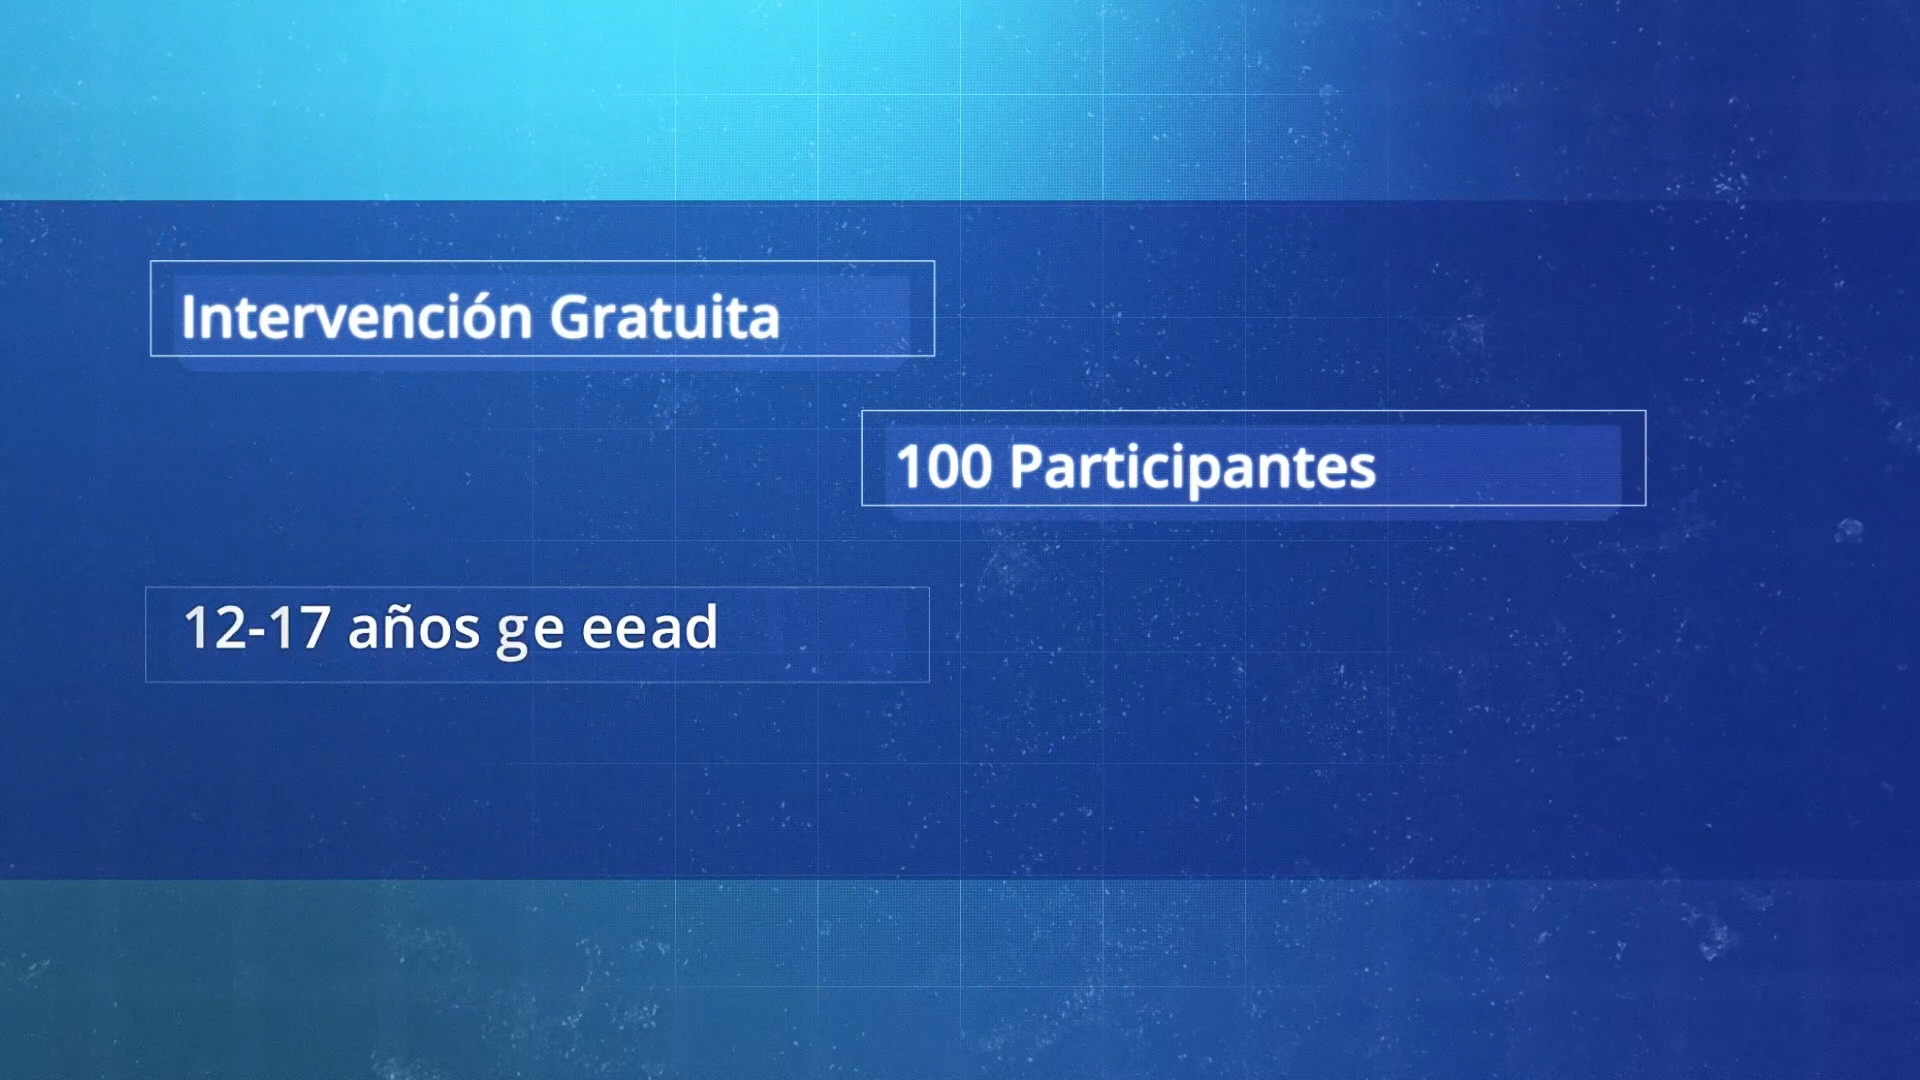 Intervención Gratuita
100 Participantes
12-17 años ge eead